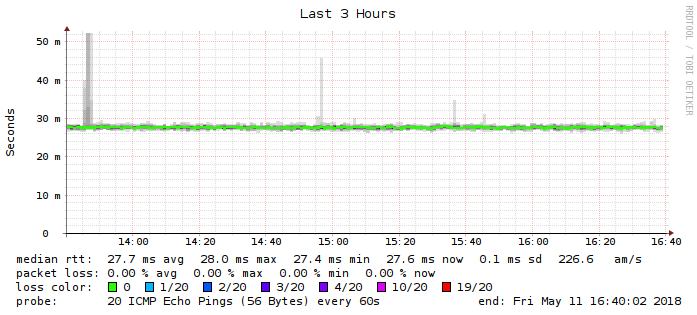 Last 3 Hours
RRDTOOL / TOBI OETIKER
Seconds
50 m
40 m
30 m
20 m
10 m
0
14:00 14:20 14:40 15:00 15:20 15:40 16:00 16:20 16:40
median rtt: 27.7 ms avg 28.0 ms max 27.4 ms min 27.6 ms now 0.1 ms sd 226.6 am/s
packet loss: 0.00 % avg 0.00 % max 0.00 % min 0.00 % now
loss color: 0 1/20 2/20 3/20 4/20 10/20 19/20
probe: 20 ICMP Echo Pings (56 Bytes) every 60s end: Fri May 11 16:40:02 2018